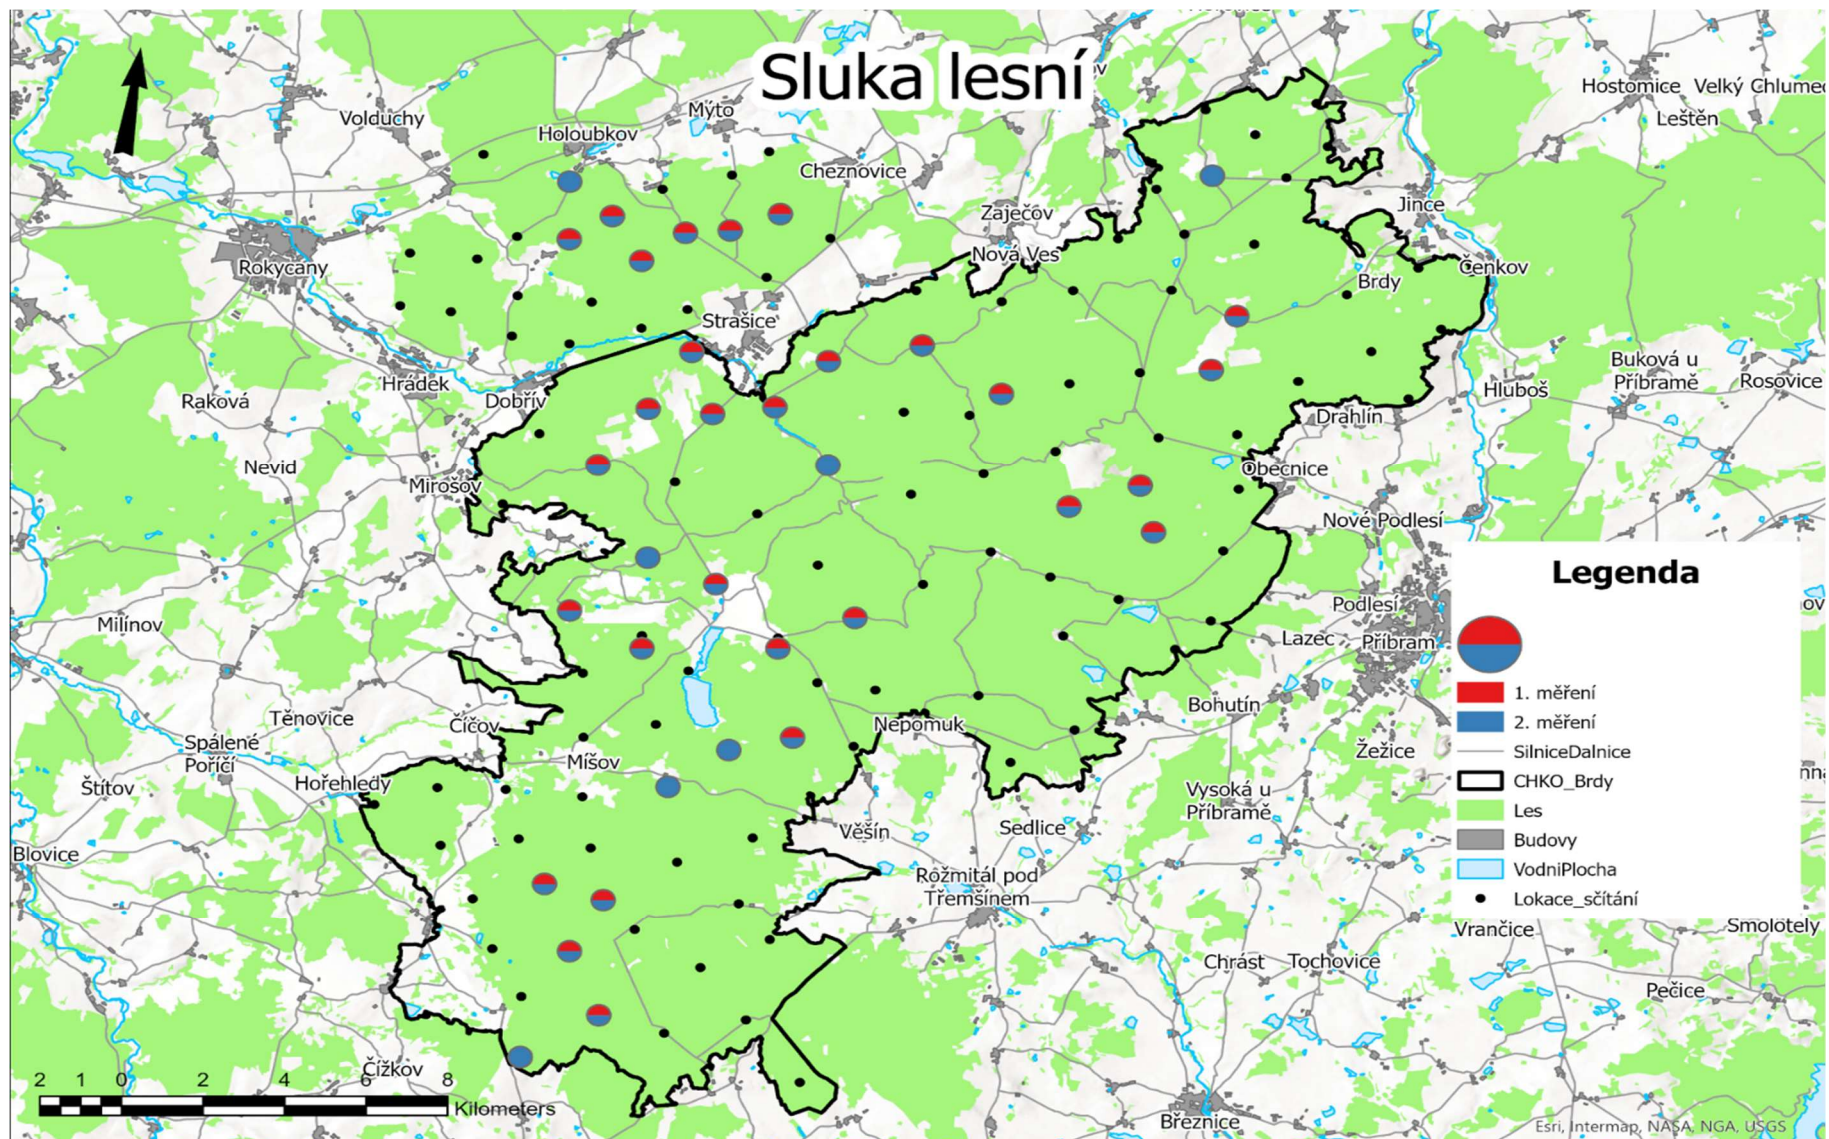 Sluka lesní
Hostomice
Volduchy
Mýto
Leštěn
Holoubkov
Cheznovice
Jince
Zaječov
Nová Ves
Rokycany
Čenkov
Brdy
Strašice
Buková u
Příbramě
Rosovice
Hrádek
Hluboš
Raková
Dobřív
Drahlín
Nevid
Obecnice
Mirošov
Nové Podlesí
Podlesí
Milínov
Lazec
Příbram
Bohutín
Těnovice
Číčov
Nepomuk
Spálené
Poříčí
Žežice
Míšov
Štítov
Hořehledy
Vysoká u
Příbramě
Věšín
Sedlice
Blovice
Rožmitál pod
Třemšínem
Smolotely
Vrančice
Chrást
Tochovice
Pečice
Čížkov
Březnice
Legenda
1. měření
2. měření
SilniceDalnice
CHKO_Brdy
Les
Budovy
VodniPlocha
Lokace_sčítání
2 1 0 2 4 6 8
Kilometers
Esri, Intermap, NASA, NGA, USGS